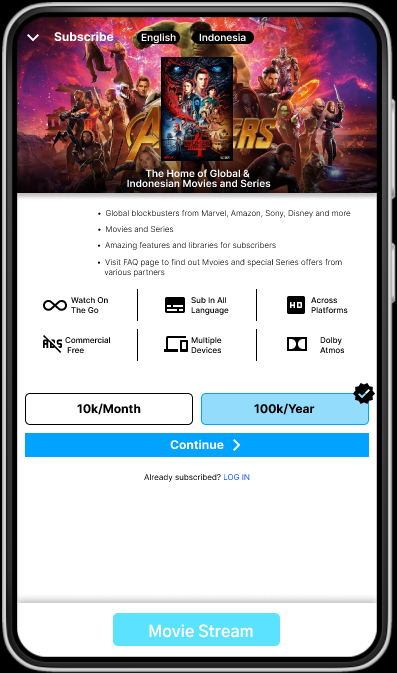 Subscribe
English
Indonesia
AVENGERS
The Home of Global &
Indonesian Movies and Series
• Global blockbusters from Marvel, Amazon, Sony, Disney and more
• Movies and Series
• Amazing features and libraries for subscribers
• Visit FAQ page to find out Mvoies and special Series offers from
various partners
Watch On
The Go
Sub In All
Language
HD
Across
Platforms
ADS
Commercial
Free
Multiple
Devices
Dolby
Atmos
10k/Month
100k/Year
Continue
Already subscribed? LOG IN
Movie Stream